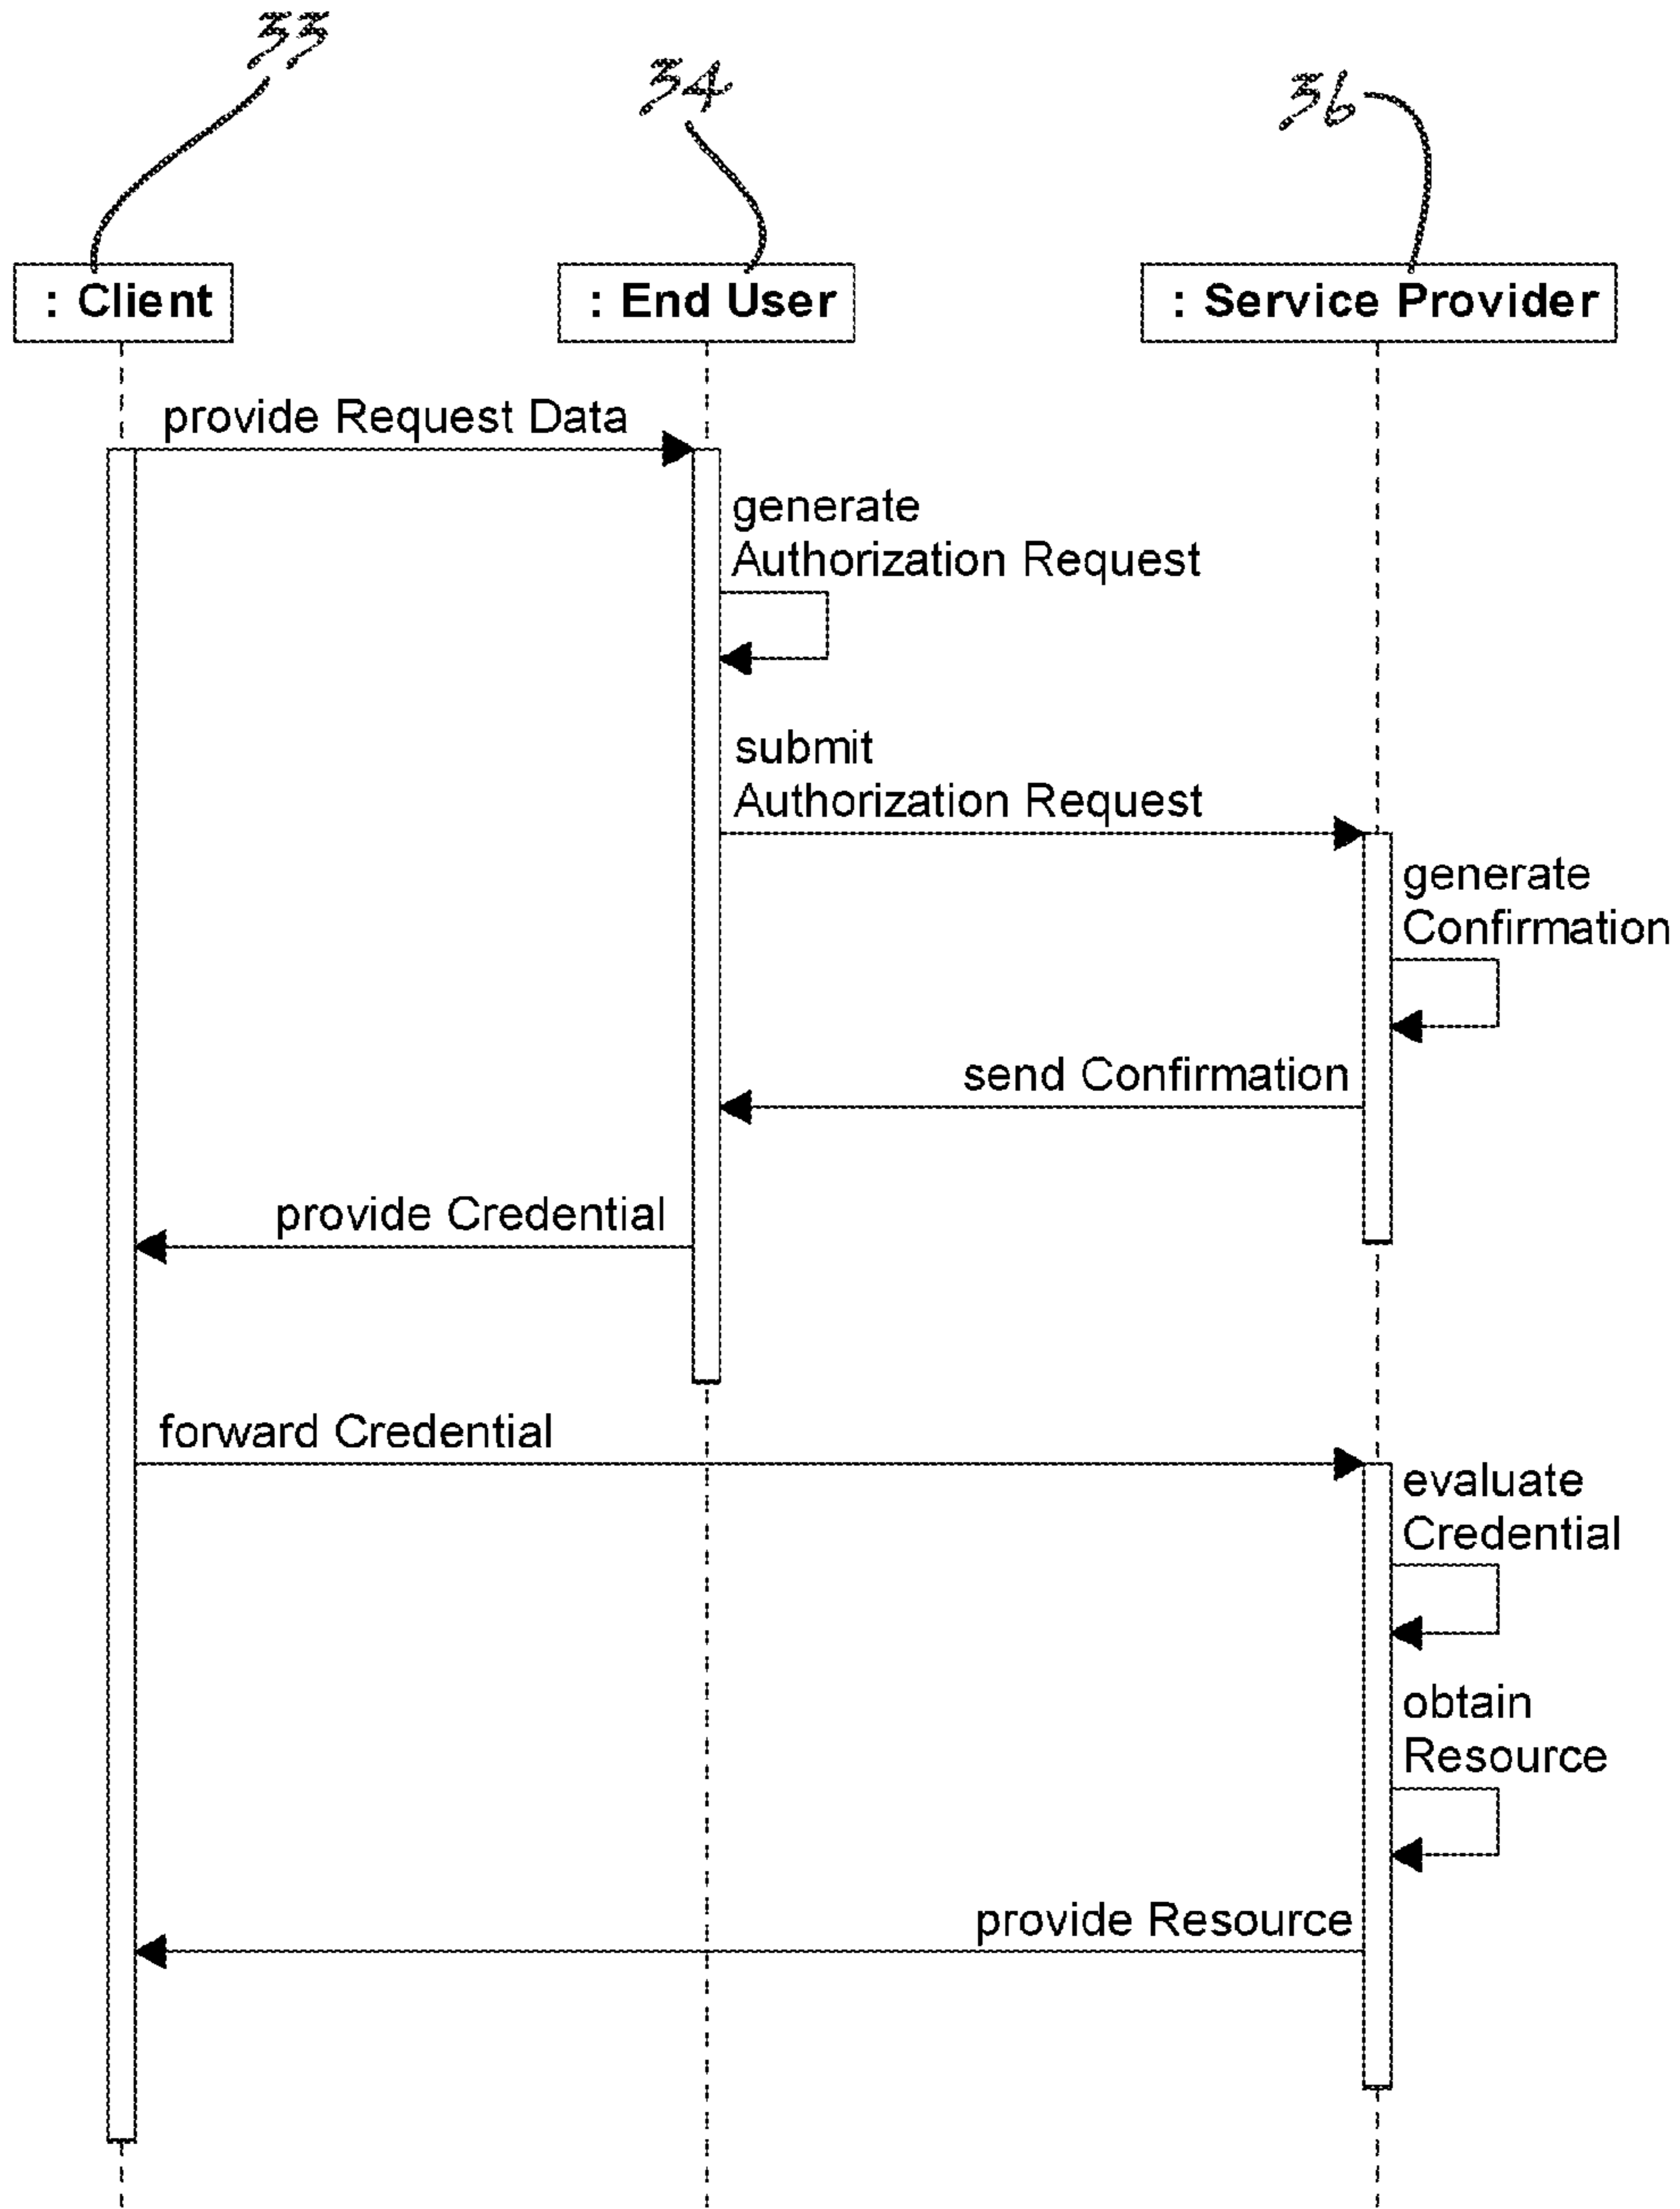 33
34
36
: Client
: End User
: Service Provider
provide Request Data
generate
Authorization Request
submit
Authorization Request
generate
Confirmation
send Confirmation
provide Credential
forward Credential
evaluate
Credential
obtain
Resource
provide Resource